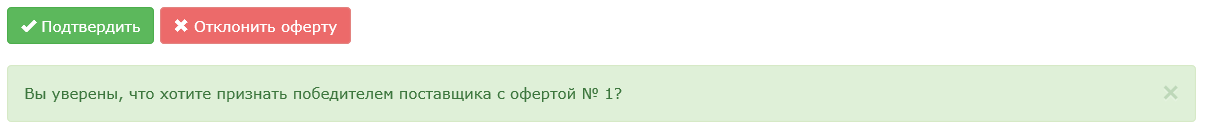 Подтвердить Отклонить оферту
Вы уверены, что хотите признать победителем поставщика с офертой № 1?